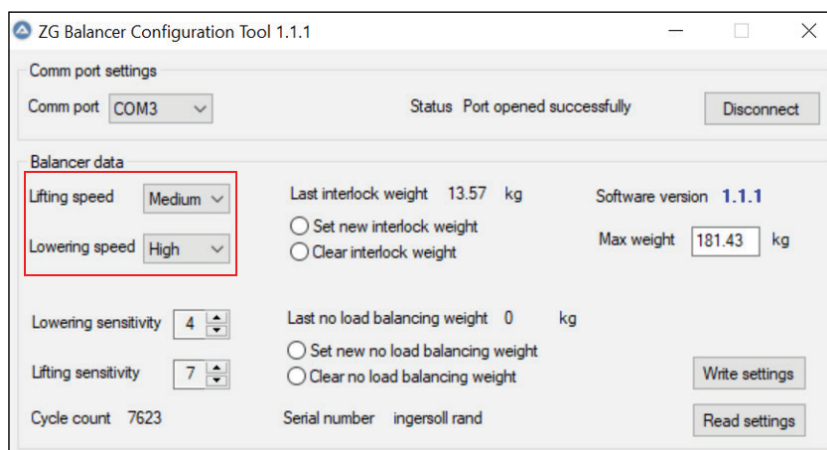 ZG Balancer Configuration Tool 1.1.1
Comm port settings
Comm port COM3 Status Port opened successfully Disconnect
Balancer data
Lifting speed Medium Last interlock weight 13.57 kg Software version 1.1.1
Set new interlock weight
Lowering speed High Clear interlock weight Max weight 181.43 kg
Lowering sensitivity 4 Last no load balancing weight 0 kg
Set new no load balancing weight
Lifting sensitivity 7 Clear no load balancing weight Write settings
Cycle count 7623 Serial number ingersoll rand Read settings